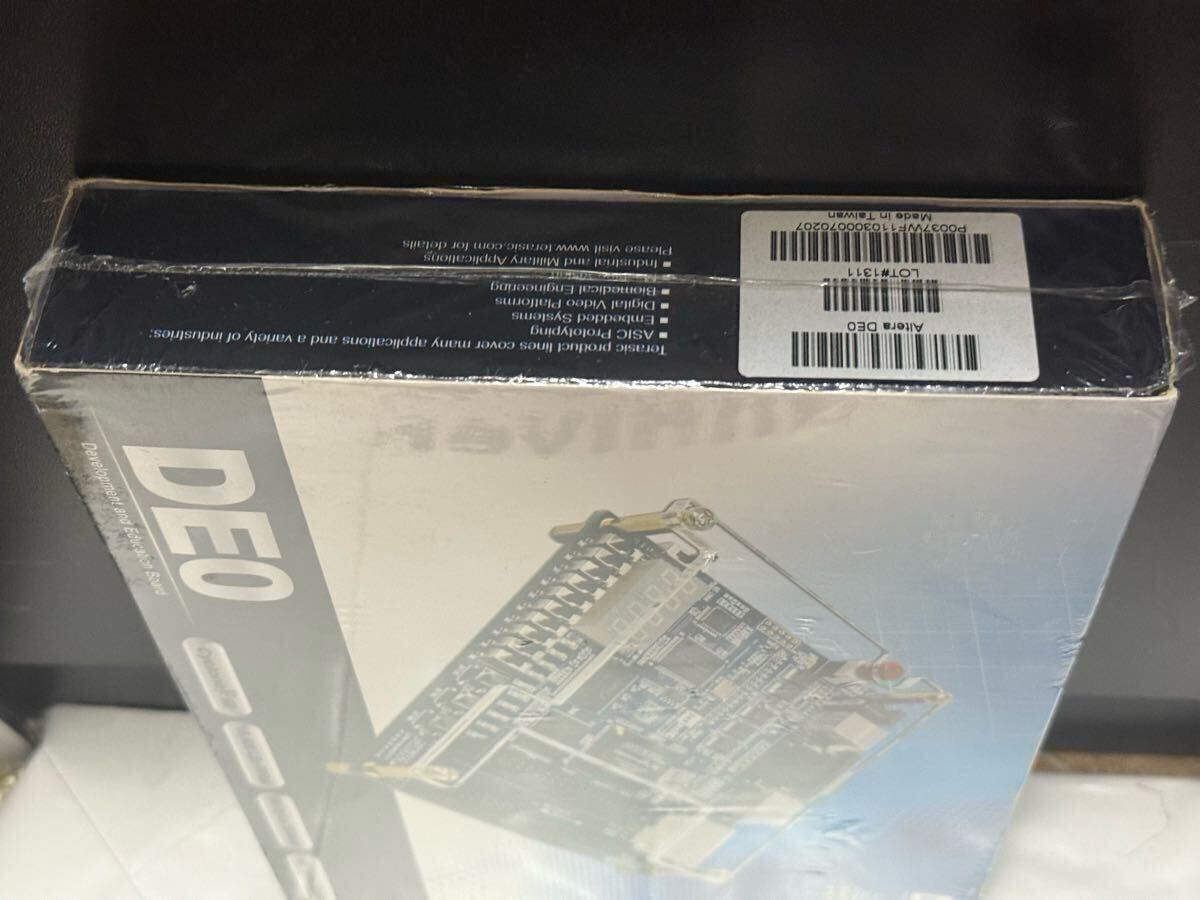 Terasic product lines cover many applications and a variety of industries:
■ ASIC Prototyping
■ Embedded Systems
■ Digital Video Platforms
■ Biomedical Engineering
■ Industrial and Military Applications
Please visit www.terasic.com for details
Altera DE0
LOT#1311
P0037WF110300070207
Made in Taiwan
DE0
Development and Education Board
University